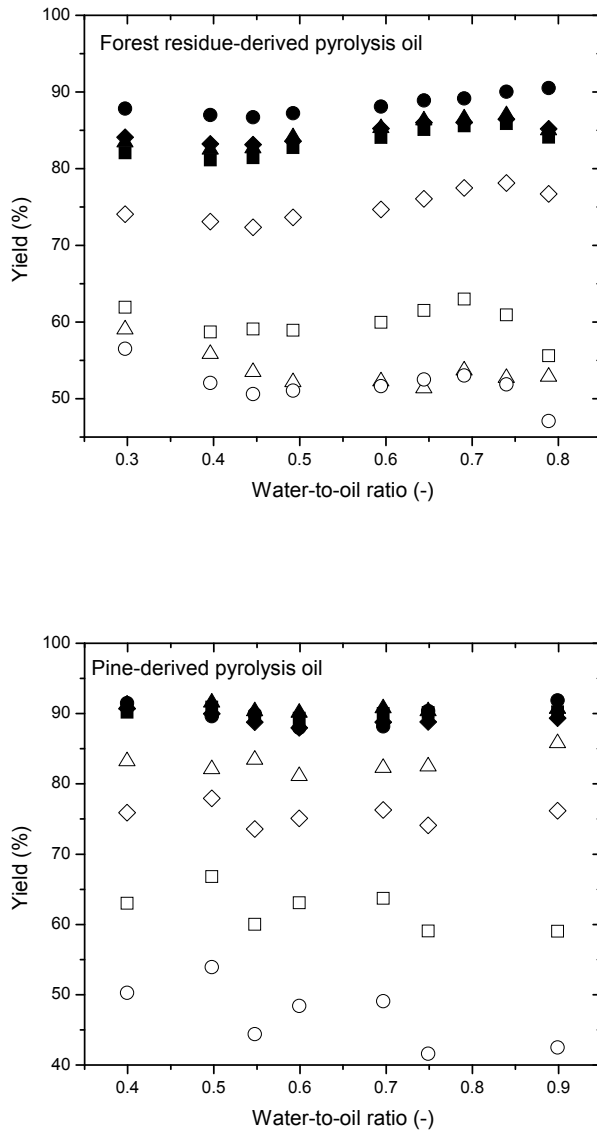 100
Forest residue-derived pyrolysis oil
90
80
70
60
50
Yield (%)
0.3 0.4 0.5 0.6 0.7 0.8
Water-to-oil ratio (-)
100
Pine-derived pyrolysis oil
90
80
70
60
50
40
Yield (%)
0.4 0.5 0.6 0.7 0.8 0.9
Water-to-oil ratio (-)